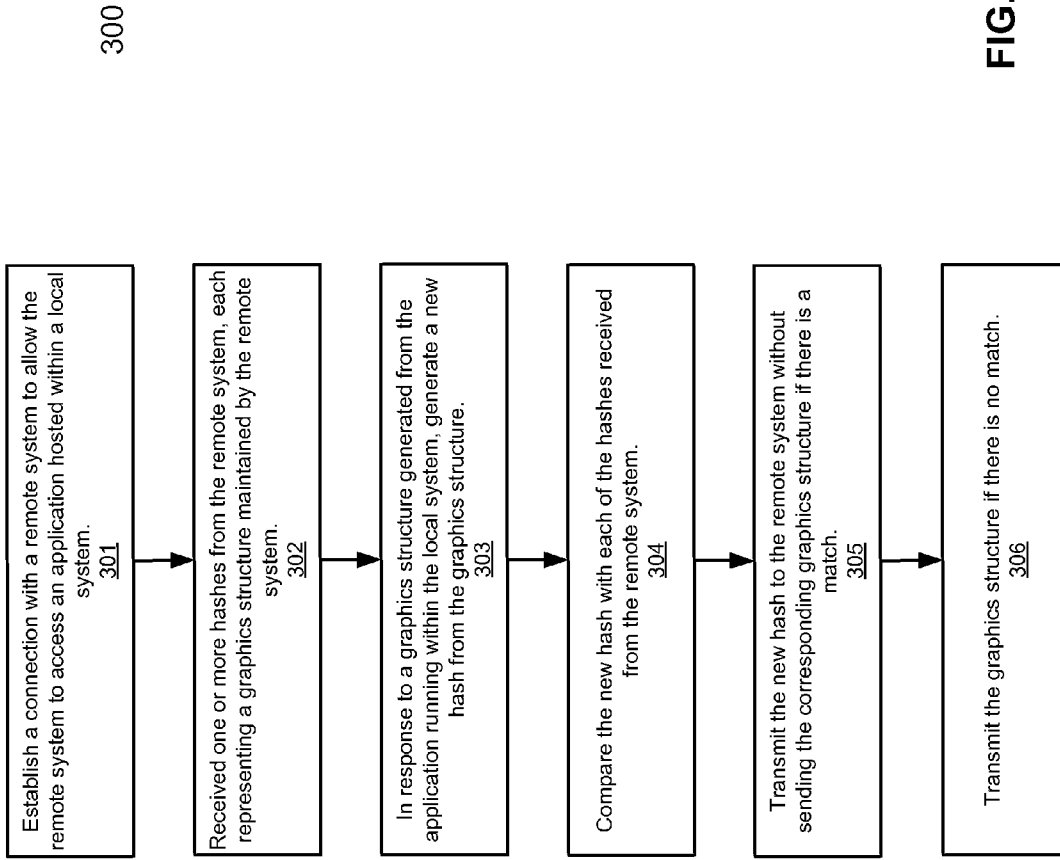 Establish a connection with a remote system to allow the
remote system to access an application hosted within a local
system.
301
Received one or more hashes from the remote system, each
representing a graphics structure maintained by the remote
system.
302
In response to a graphics structure generated from the
application running within the local system, generate a new
hash from the graphics structure.
303
Compare the new hash with each of the hashes received
from the remote system.
304
Transmit the new hash to the remote system without
sending the corresponding graphics structure if there is a
match.
305
Transmit the graphics structure if there is no match.
306
300
FIG.